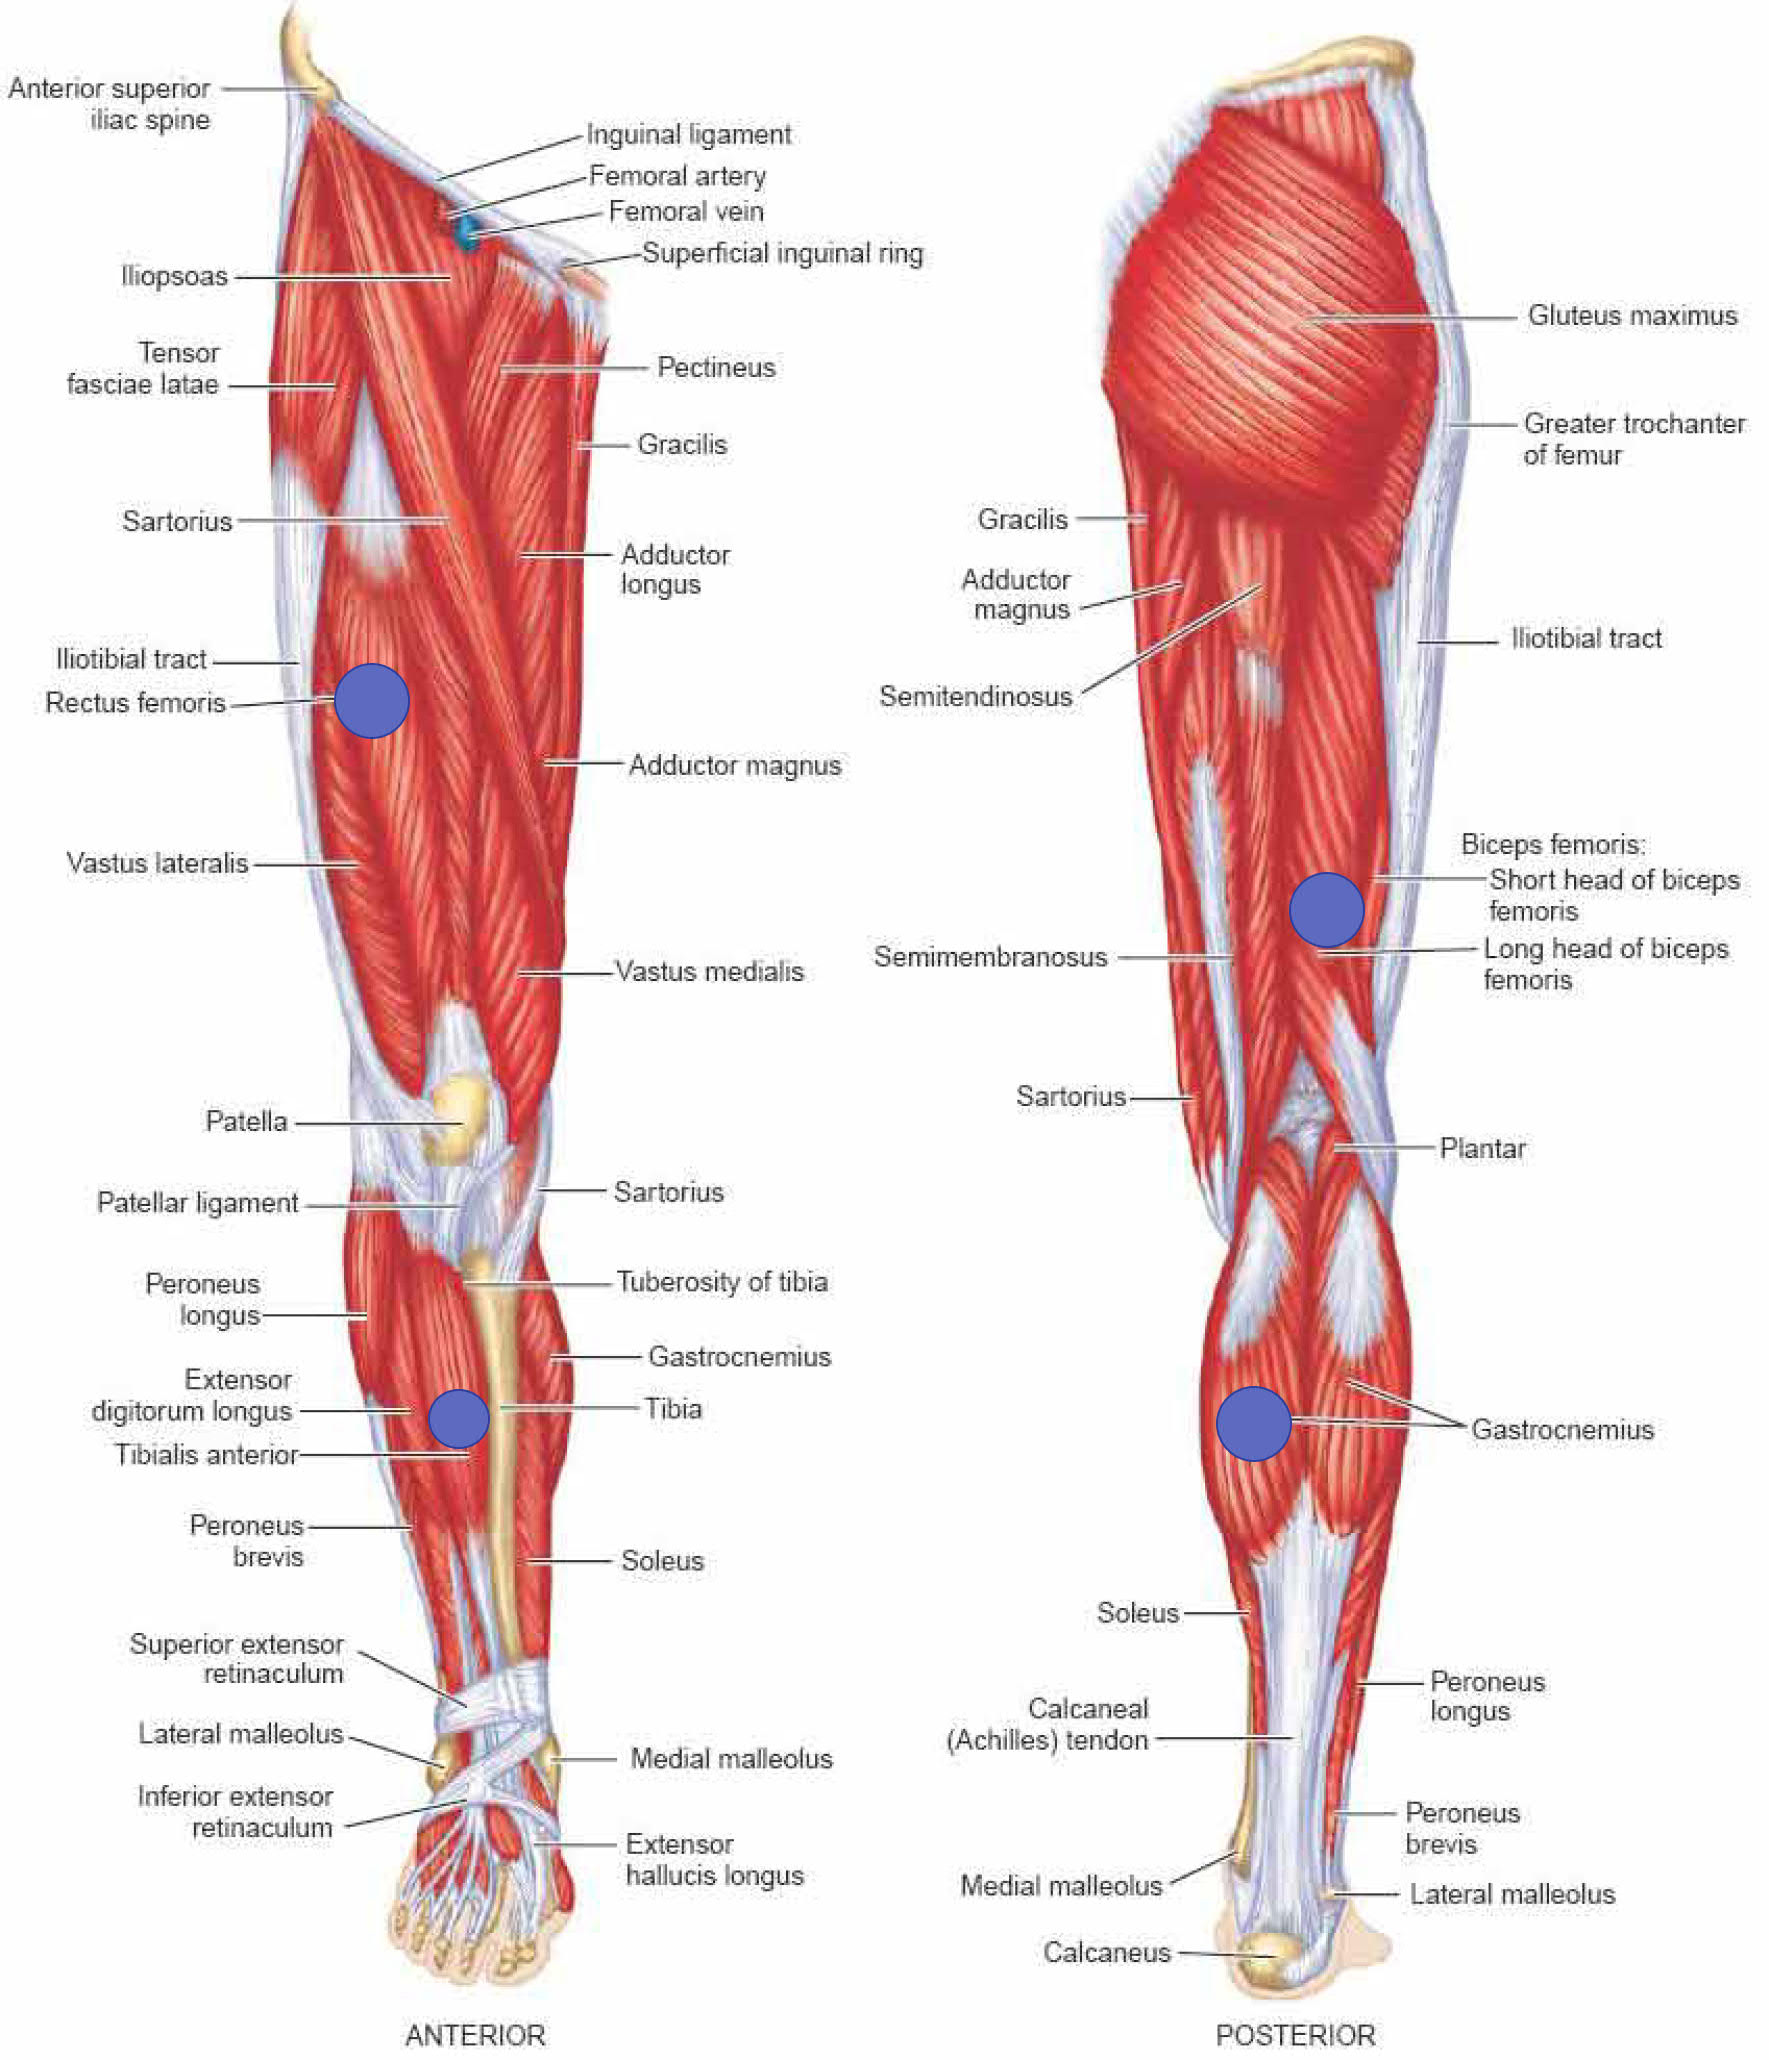 Anterior superior
iliac spine
Inguinal ligament
Femoral artery
Femoral vein
Superficial inguinal ring
Iliopsoas
Tensor
fasciae latae
Pectineus
Gracilis
Sartorius
Adductor
longus
Iliotibial tract
Rectus femoris
Adductor magnus
Vastus lateralis
Vastus medialis
Patella
Patellar ligament
Sartorius
Peroneus
longus
Tuberosity of tibia
Gastrocnemius
Extensor
digitorum longus
Tibia
Tibialis anterior
Peroneus
brevis
Soleus
Superior extensor
retinaculum
Lateral malleolus
Medial malleolus
Inferior extensor
retinaculum
Extensor
hallucis longus
ANTERIOR
Gluteus maximus
Greater trochanter
of femur
Gracilis
Adductor
magnus
Iliotibial tract
Semitendinosus
Biceps femoris:
Short head of biceps
femoris
Long head of biceps
femoris
Semimembranosus
Sartorius
Plantar
Gastrocnemius
Soleus
Peroneus
longus
Calcaneal
(Achilles) tendon
Peroneus
brevis
Medial malleolus
Lateral malleolus
Calcaneus
POSTERIOR